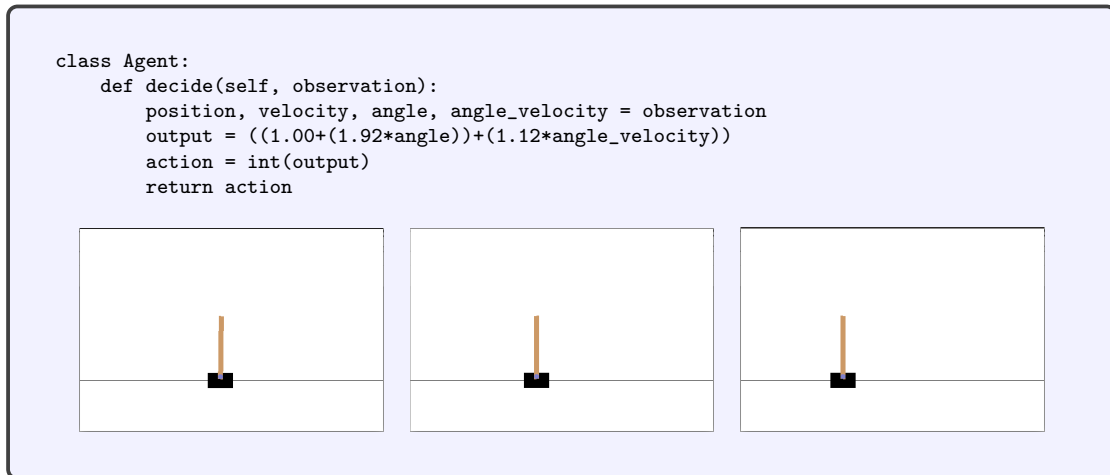 class Agent:
    def decide(self, observation):
        position, velocity, angle, angle_velocity = observation
        output = ((1.00+(1.92*angle))+(1.12*angle_velocity))
        action = int(output)
        return action